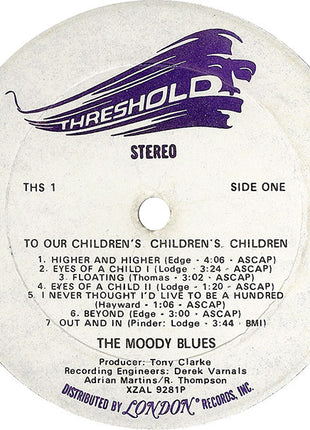 THRESHOLD
STEREO
THS 1 SIDE ONE
TO OUR CHILDREN'S. CHILDREN'S. CHILDREN
1. HIGHER AND HIGHER (Edge - 4:06 - ASCAP)
2. EYES OF A CHILD I (Lodge - 3:24 - ASCAP)
3. FLOATING (Thomas - 3:02 - ASCAP)
4. EYES OF A CHILD II (Lodge - 1:20 - ASCAP)
5 I NEVER THOUGHT I'D LIVE TO BE A HUNDRED
(Hayward - 1:06 - ASCAP)
6. BEYOND (Edge - 3:00 - ASCAP)
7 OUT AND IN (Pinder: Lodge - 3:44 - BMI)
THE MOODY BLUES
Producer: Tony Clarke
Recording Engineers: Derek Varnals
Adrian Martins/R. Thompson
XZAL 9281P
DISTRIBUTED BY LONDON® RECORDS, INC.